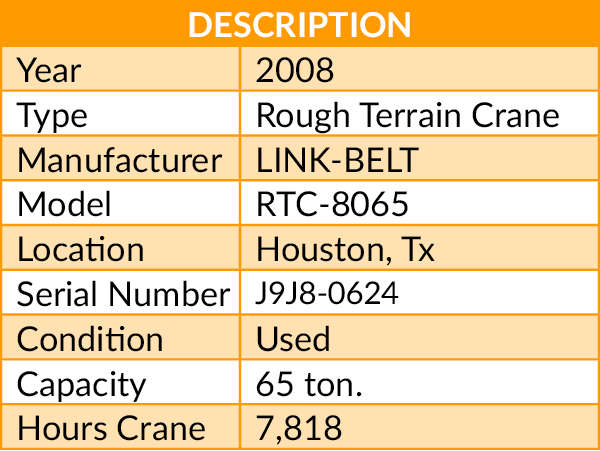 DESCRIPTION
Year 2008
Type Rough Terrain Crane
Manufacturer LINK-BELT
Model RTC-8065
Location Houston, Tx
Serial Number J9J8-0624
Condition Used
Capacity 65 ton.
Hours Crane 7,818